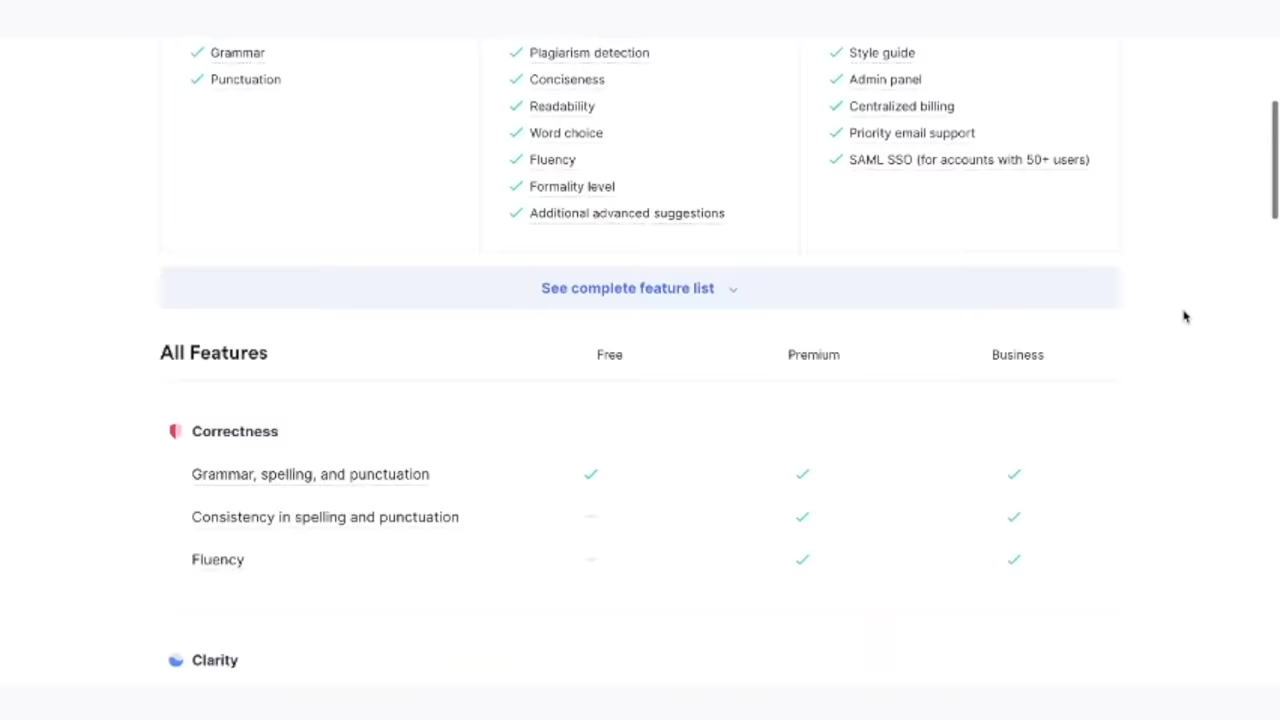 Grammar
Punctuation
Plagiarism detection
Conciseness
Readability
Word choice
Fluency
Formality level
Additional advanced suggestions
Style guide
Admin panel
Centralized billing
Priority email support
SAML SSO (for accounts with 50+ users)
See complete feature list
All Features Free Premium Business
Correctness
Grammar, spelling, and punctuation
Consistency in spelling and punctuation
Fluency
Clarity